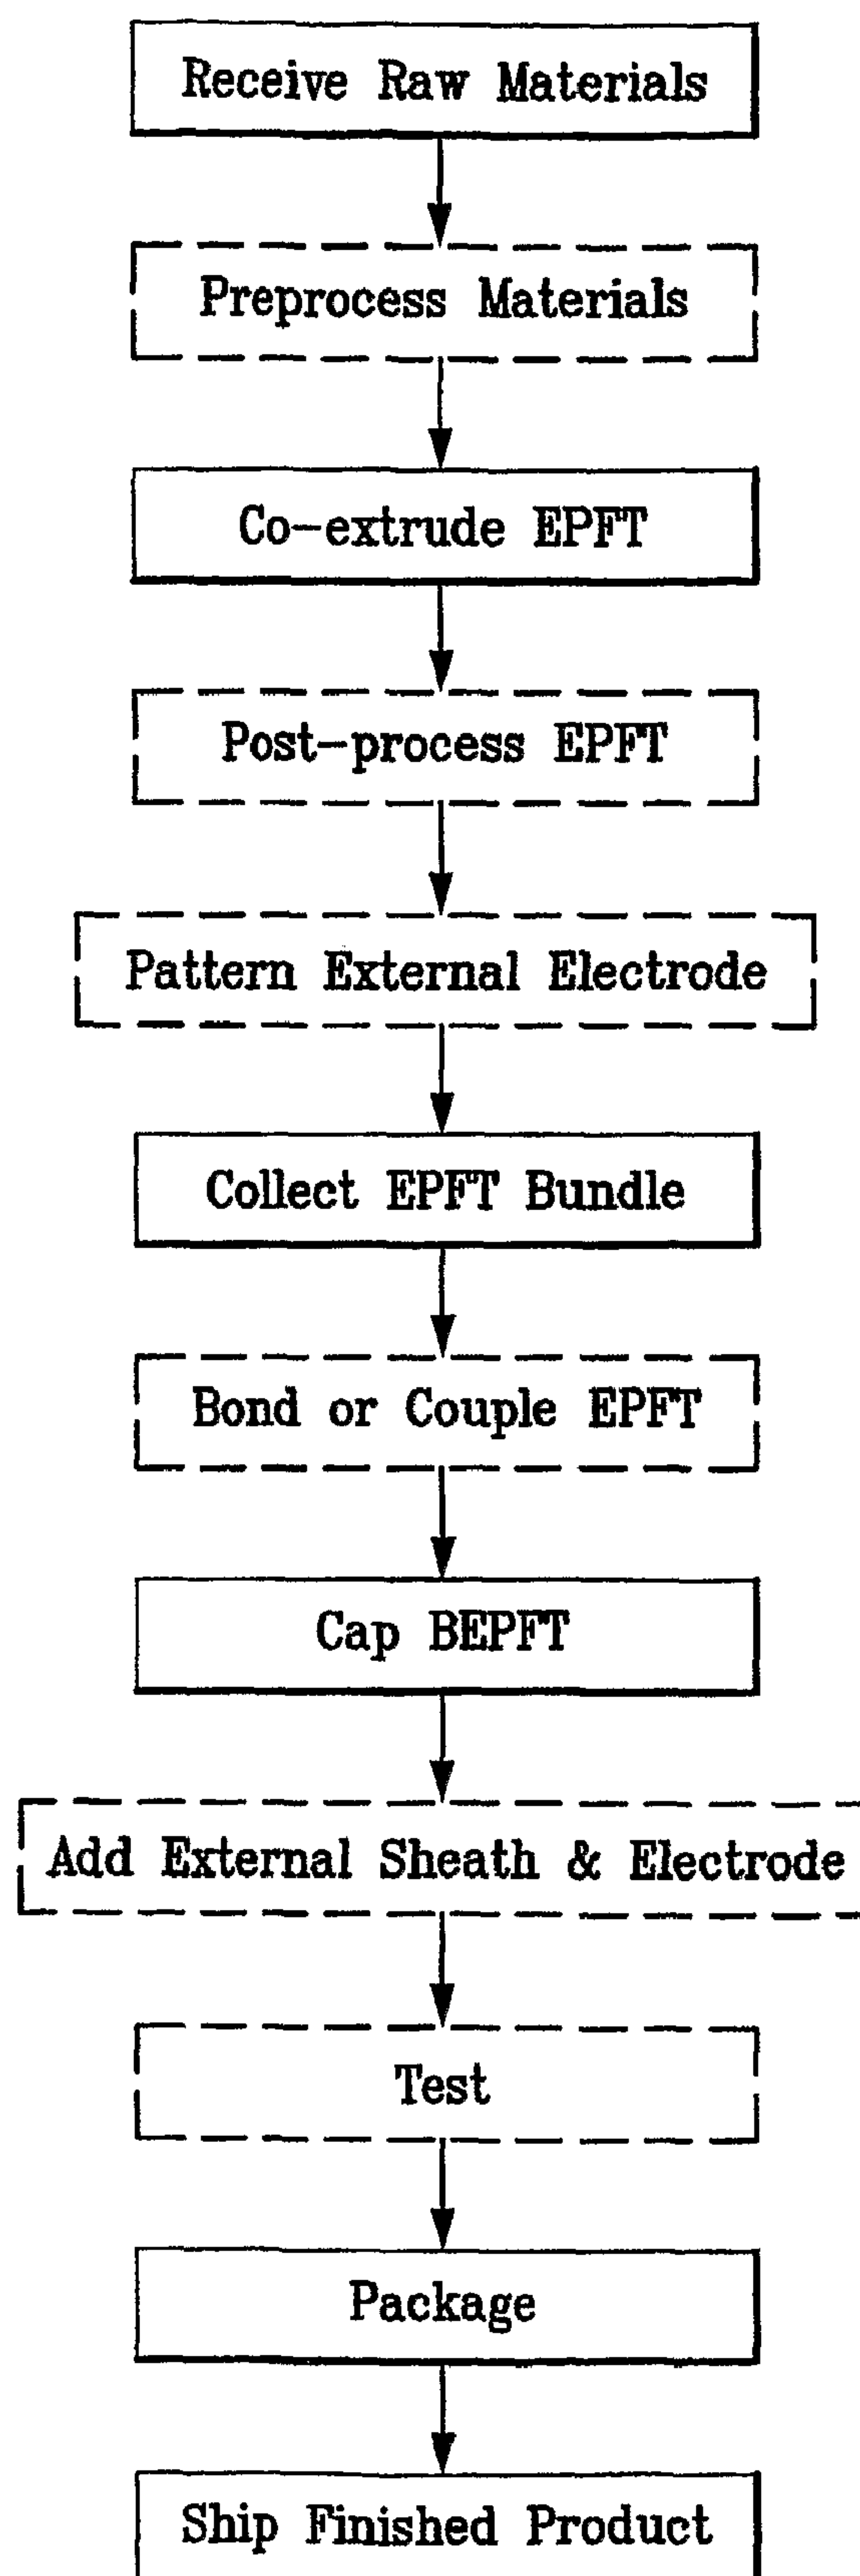 Receive Raw Materials
Preprocess Materials
Co-extrude EPFT
Post-process EPFT
Pattern External Electrode
Collect EPFT Bundle
Bond or Couple EPFT
Cap BEPFT
Add External Sheath & Electrode
Test
Package
Ship Finished Product